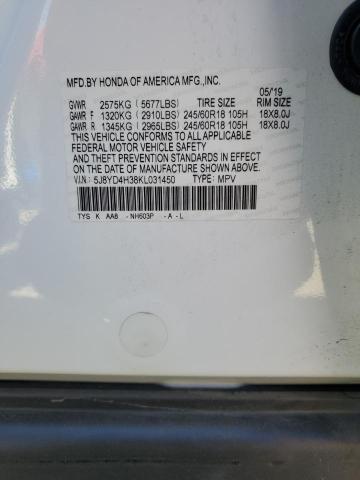 MFD.BY HONDA OF AMERICA MFG.,INC.
05/19
GVWR 2575KG (5677LBS) TIRE SIZE RIM SIZE
GAWR F 1320KG (2910LBS) 245/60R18 105H 18X8.0J
GAWR R 1345KG (2965LBS) 245/60R18 105H 18X8.0J
THIS VEHICLE CONFORMS TO ALL APPLICABLE
FEDERAL MOTOR VEHICLE SAFETY
AND THEFT PREVENTION STANDARDS IN EFFECT ON
THE DATE OF MANUFACTURE SHOWN ABOVE.
V.I.N.: 5J8YD4H38KL031450 TYPE: MPV
TYS K AA8 - NH603P - A - L